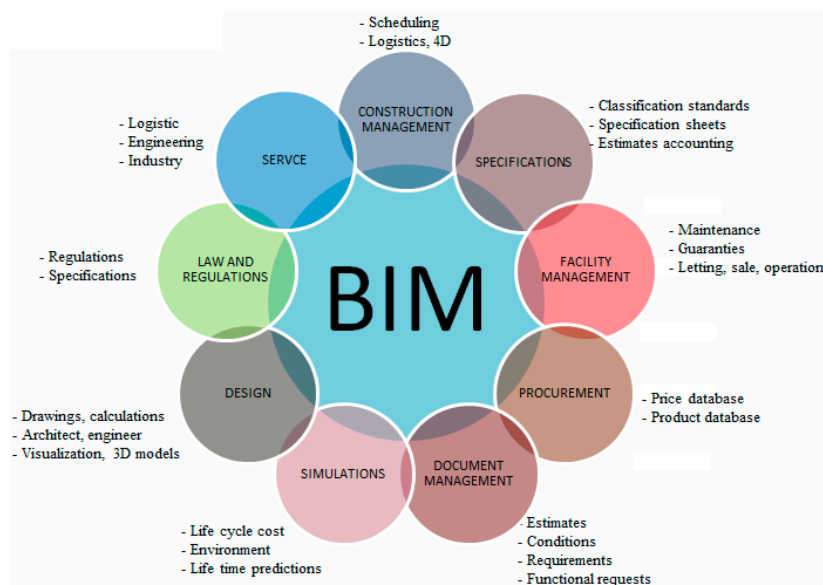 - Scheduling
- Logistics, 4D
CONSTRUCTION
MANAGEMENT
- Classification standards
- Specification sheets
- Estimates accounting
SPECIFICATIONS
- Maintenance
- Guaranties
- Letting, sale, operation
FACILITY
MANAGEMENT
- Price database
- Product database
PROCUREMENT
- Estimates
- Conditions
- Requirements
- Functional requests
DOCUMENT
MANAGEMENT
- Life cycle cost
- Environment
- Life time predictions
SIMULATIONS
- Drawings, calculations
- Architect, engineer
- Visualization, 3D models
DESIGN
- Regulations
- Specifications
LAW AND
REGULATIONS
- Logistic
- Engineering
- Industry
SERVCE
BIM